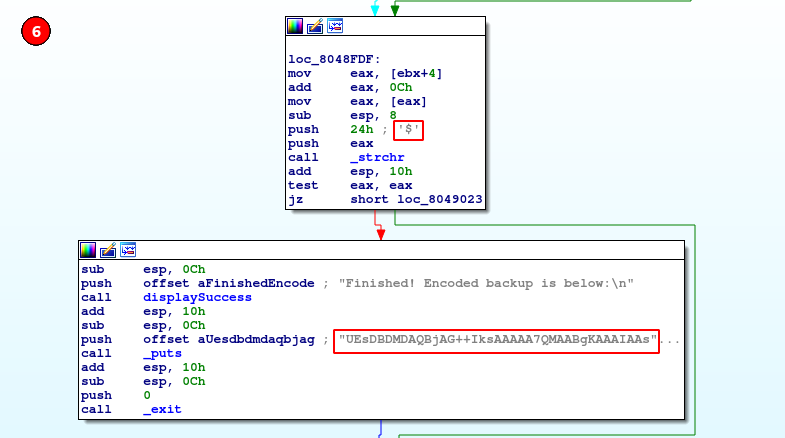 6
loc_8048FDF:
mov eax, [ebx+4]
add eax, 0Ch
mov eax, [eax]
sub esp, 8
push 24h ; '$'
push eax
call _strchr
add esp, 10h
test eax, eax
jz short loc_8049023
sub esp, 0Ch
push offset aFinishedEncode ; "Finished! Encoded backup is below:\n"
call displaySuccess
add esp, 10h
sub esp, 0Ch
push offset aUesdbdmdaqbjag ; "UEsDBDMDAQBjAG++IksAAAAA7QMAABgKAAAIAAs"...
call _puts
add esp, 10h
sub esp, 0Ch
push 0
call _exit